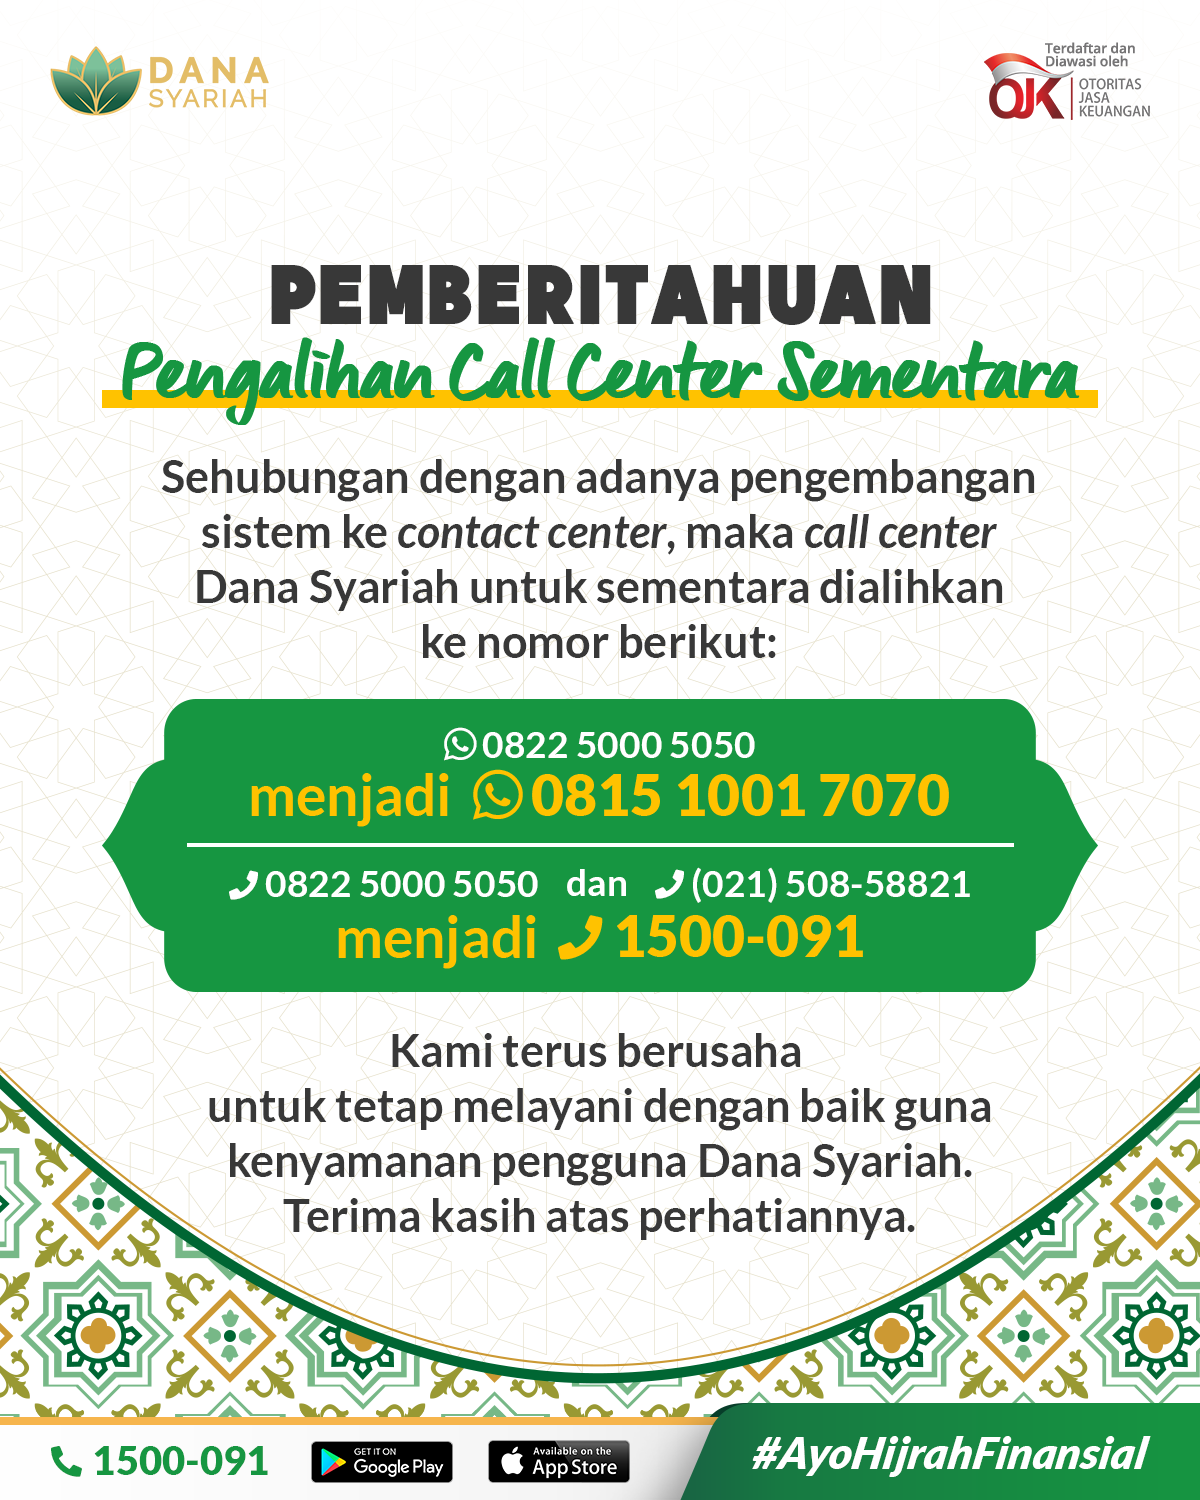 DANA
SYARIAH
Terdaftar dan
Diawasi oleh
OJK
OTORITAS
JASA
KEUANGAN
PEMBERITAHUAN
Pengalihan Call Center Sementara
Sehubungan dengan adanya pengembangan
sistem ke contact center, maka call center
Dana Syariah untuk sementara dialihkan
ke nomor berikut:
0822 5000 5050
menjadi 0815 1001 7070
0822 5000 5050 dan (021) 508-58821
menjadi 1500-091
Kami terus berusaha
untuk tetap melayani dengan baik guna
kenyamanan pengguna Dana Syariah.
Terima kasih atas perhatiannya.
1500-091
GET IT ON
Google Play
Available on the
App Store
#AyoHijrahFinansial